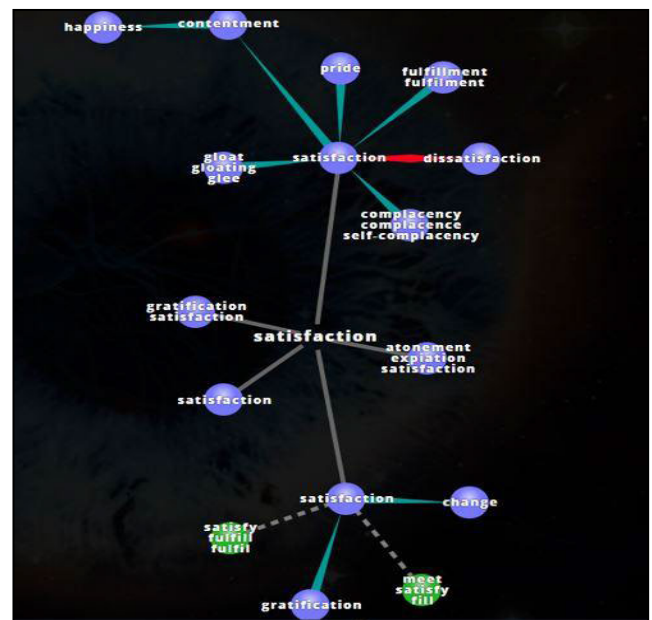 happiness
contentment
pride
fulfillment
fulfilment
gloat
gloating
glee
satisfaction
dissatisfaction
complacency
complacence
self-complacency
gratification
satisfaction
satisfaction
atonement
expiation
satisfaction
satisfaction
satisfaction
change
satisfy
fulfill
fulfil
meet
satisfy
fill
gratification